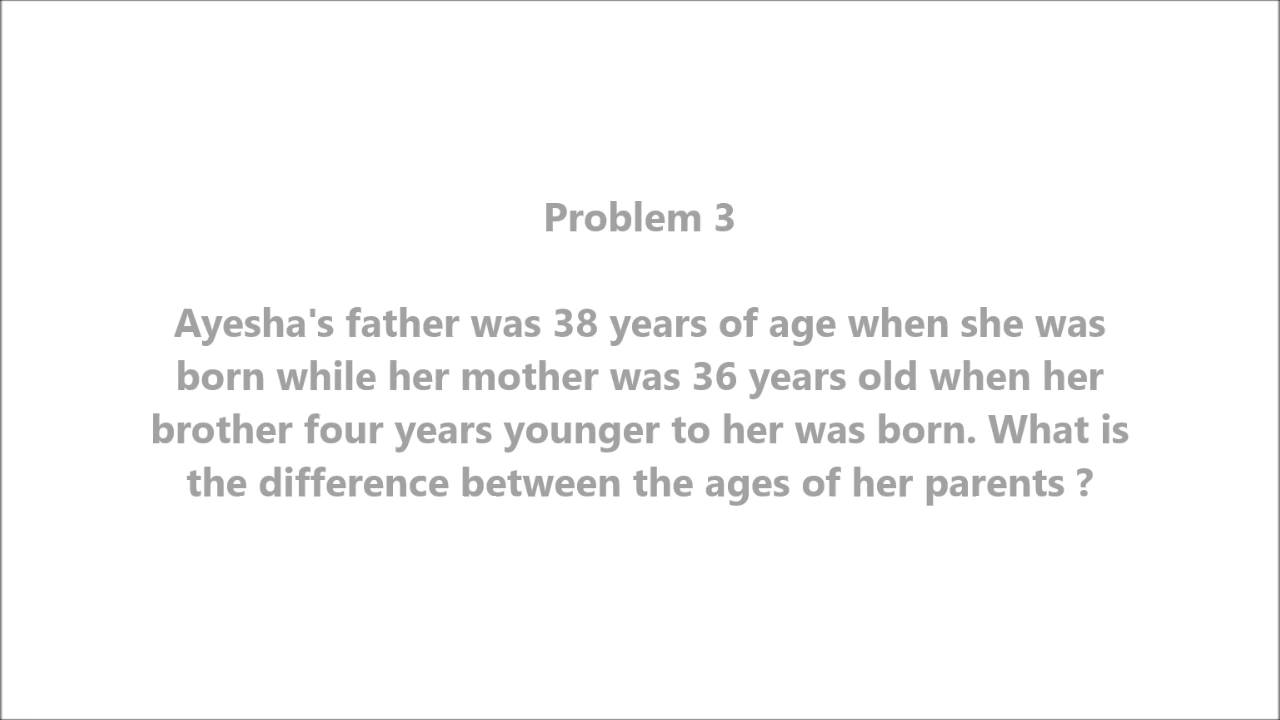 Problem 3
Ayesha's father was 38 years of age when she was
born while her mother was 36 years old when her
brother four years younger to her was born. What is
the difference between the ages of her parents ?